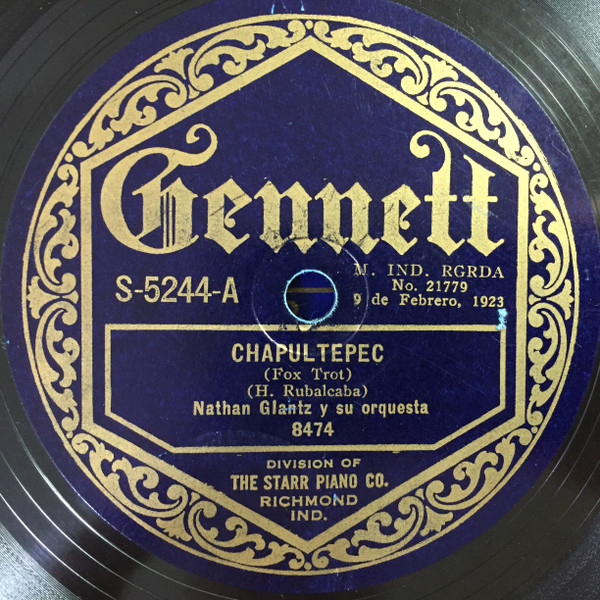 Gennett
S-5244-A
M. IND. RGRDA
No. 21779
9 de Febrero, 1923
CHAPULTEPEC
(Fox Trot)
(H. Rubalcaba)
Nathan Glantz y su orquesta
8474
DIVISION OF
THE STARR PIANO CO.
RICHMOND
IND.